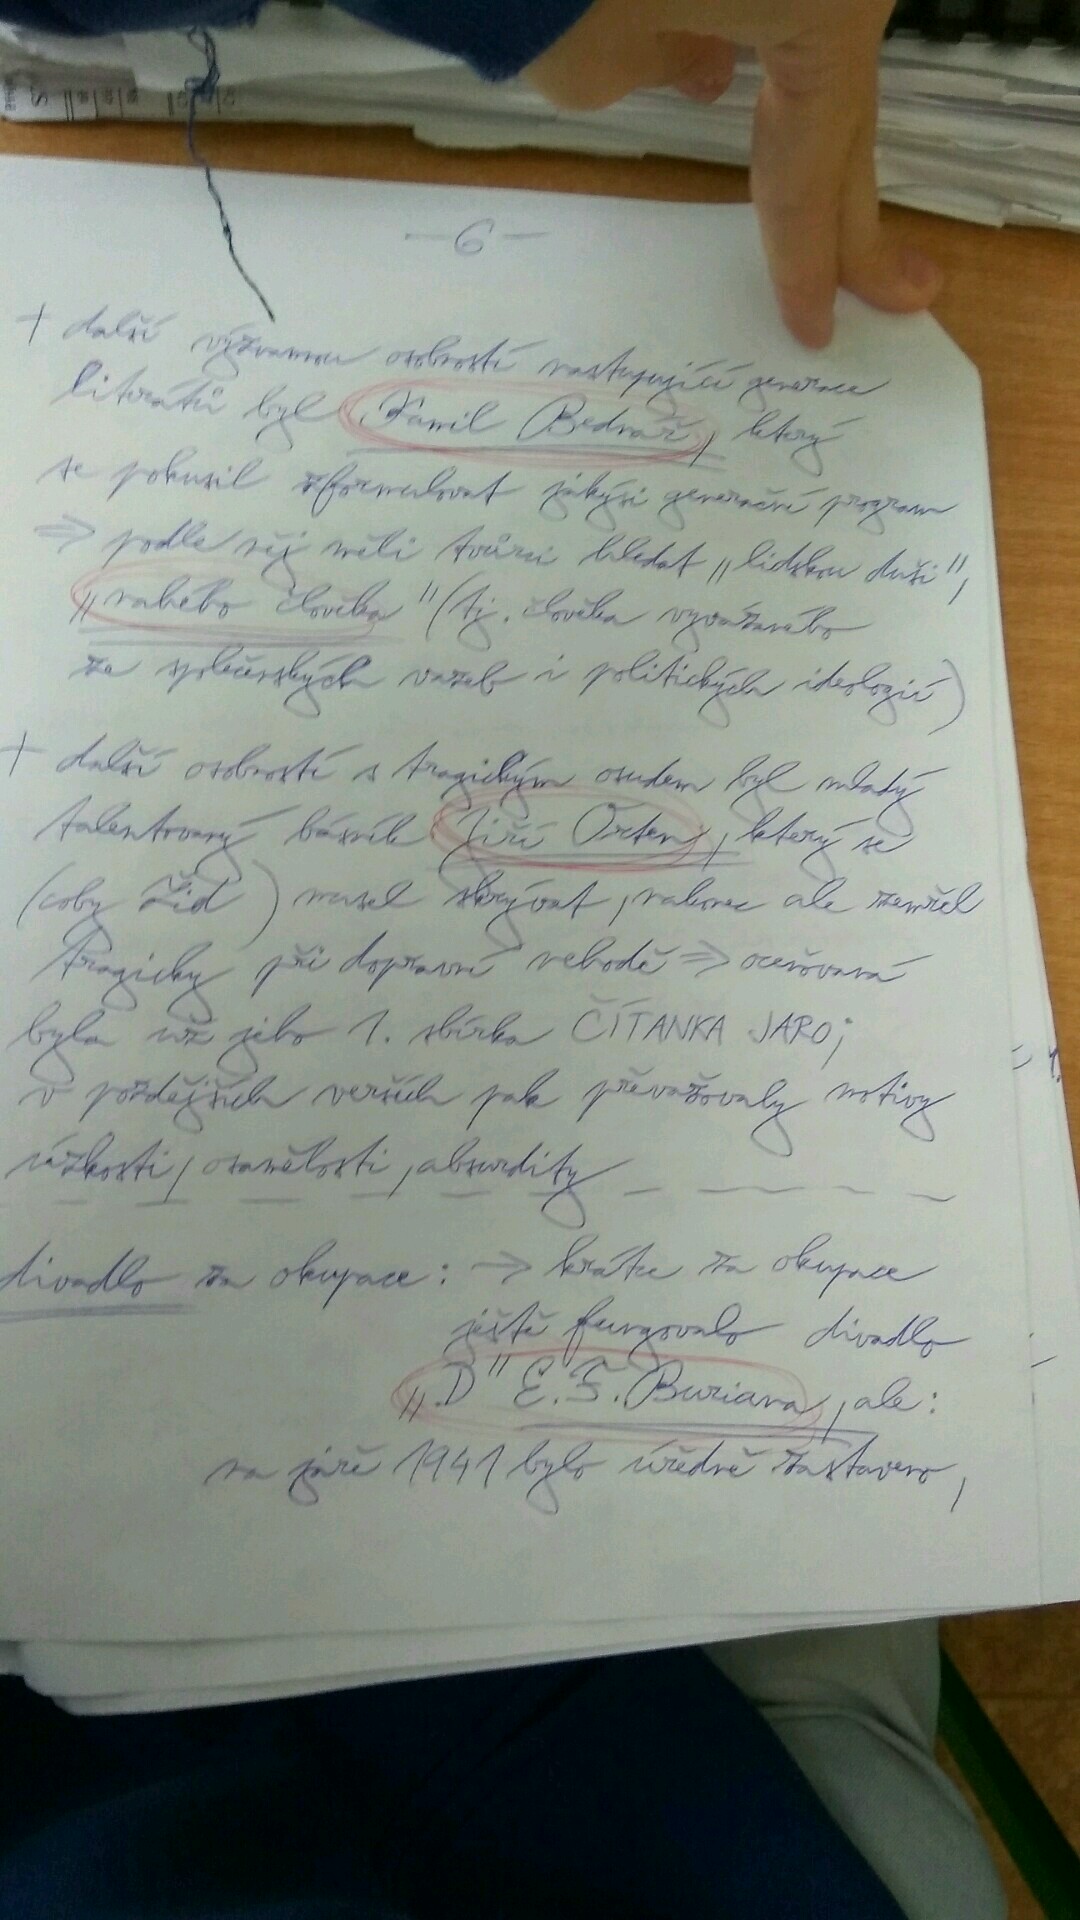 — 6 —
+ další významnou osobností nastupující generace
literátů byl Kamil Bednář, který
se pokusil zformulovat jakýsi generační program
⇒ podle něj měli tvůrci hledat „lidskou duši",
„nahého člověka" (tj. člověka vyvázaného
ze společenských vazeb i politických ideologií)
+ další osobností s tragickým osudem byl mladý
talentovaný básník Jiří Orten, který se
(coby Žid) musel skrývat, nakonec ale zemřel
tragicky při dopravní nehodě ⇒ oceňovaná
byla už jeho 1. sbírka ČÍTANKA JARO;
v pozdějších verších pak převažovaly motivy
úzkosti, osamělosti, absurdity
divadlo za okupace: → krátce za okupace
ještě fungovalo divadlo
„D" E. F. Buriana, ale:
na jaře 1941 bylo úředně zastaveno,